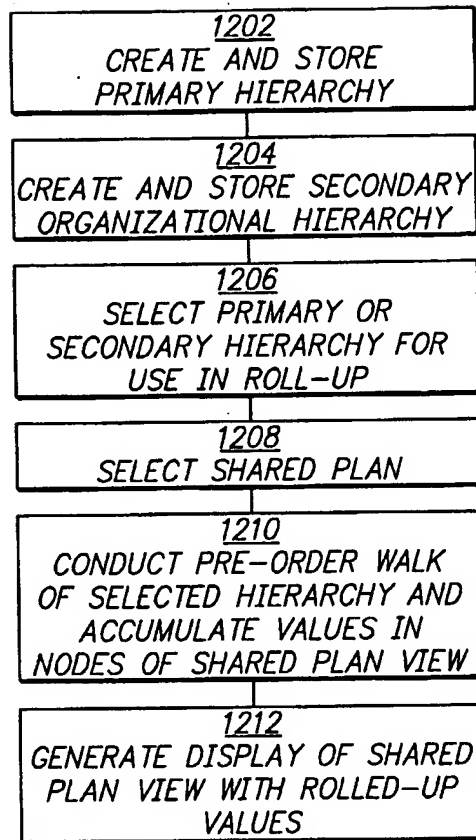 1202
CREATE AND STORE
PRIMARY HIERARCHY
1204
CREATE AND STORE SECONDARY
ORGANIZATIONAL HIERARCHY
1206
SELECT PRIMARY OR
SECONDARY HIERARCHY FOR
USE IN ROLL-UP
1208
SELECT SHARED PLAN
1210
CONDUCT PRE-ORDER WALK
OF SELECTED HIERARCHY AND
ACCUMULATE VALUES IN
NODES OF SHARED PLAN VIEW
1212
GENERATE DISPLAY OF SHARED
PLAN VIEW WITH ROLLED-UP
VALUES